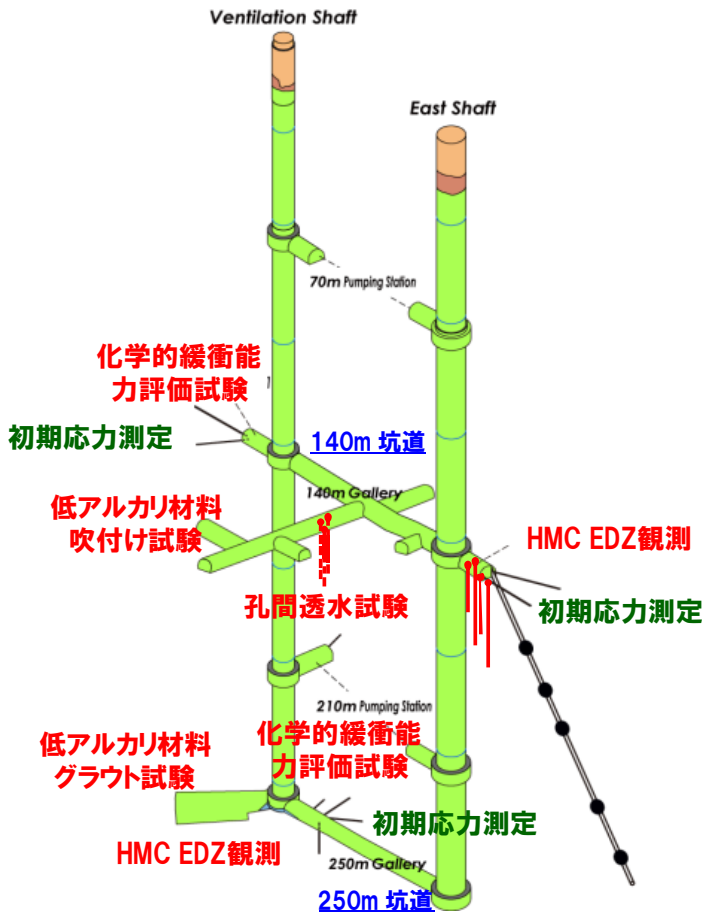 Ventilation Shaft
East Shaft
70m Pumping Station
化学的緩衝能
力評価試験
1
初期応力測定
140m 坑道
140m Gallery
低アルカリ材料
吹付け試験
HMC EDZ観測
孔間透水試験
初期応力測定
210m Pumping Station
低アルカリ材料
グラウト試験
化学的緩衝能
力評価試験
初期応力測定
HMC EDZ観測
250m Gallery
250m 坑道